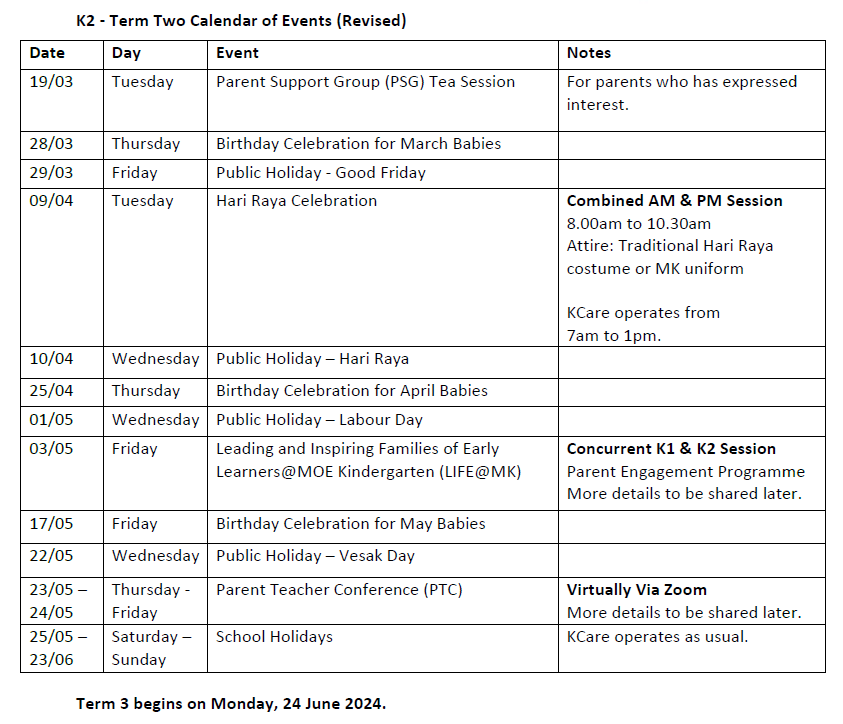 K2 - Term Two Calendar of Events (Revised)
Date Day Event Notes
19/03 Tuesday Parent Support Group (PSG) Tea Session For parents who has expressed
interest.
28/03 Thursday Birthday Celebration for March Babies
29/03 Friday Public Holiday - Good Friday
09/04 Tuesday Hari Raya Celebration Combined AM & PM Session
8.00am to 10.30am
Attire: Traditional Hari Raya
costume or MK uniform
KCare operates from
7am to 1pm.
10/04 Wednesday Public Holiday – Hari Raya
25/04 Thursday Birthday Celebration for April Babies
01/05 Wednesday Public Holiday – Labour Day
03/05 Friday Leading and Inspiring Families of Early Concurrent K1 & K2 Session
Learners@MOE Kindergarten (LIFE@MK) Parent Engagement Programme
More details to be shared later.
17/05 Friday Birthday Celebration for May Babies
22/05 Wednesday Public Holiday – Vesak Day
23/05 – Thursday - Parent Teacher Conference (PTC) Virtually Via Zoom
24/05 Friday More details to be shared later.
25/05 – Saturday – School Holidays KCare operates as usual.
23/06 Sunday
Term 3 begins on Monday, 24 June 2024.